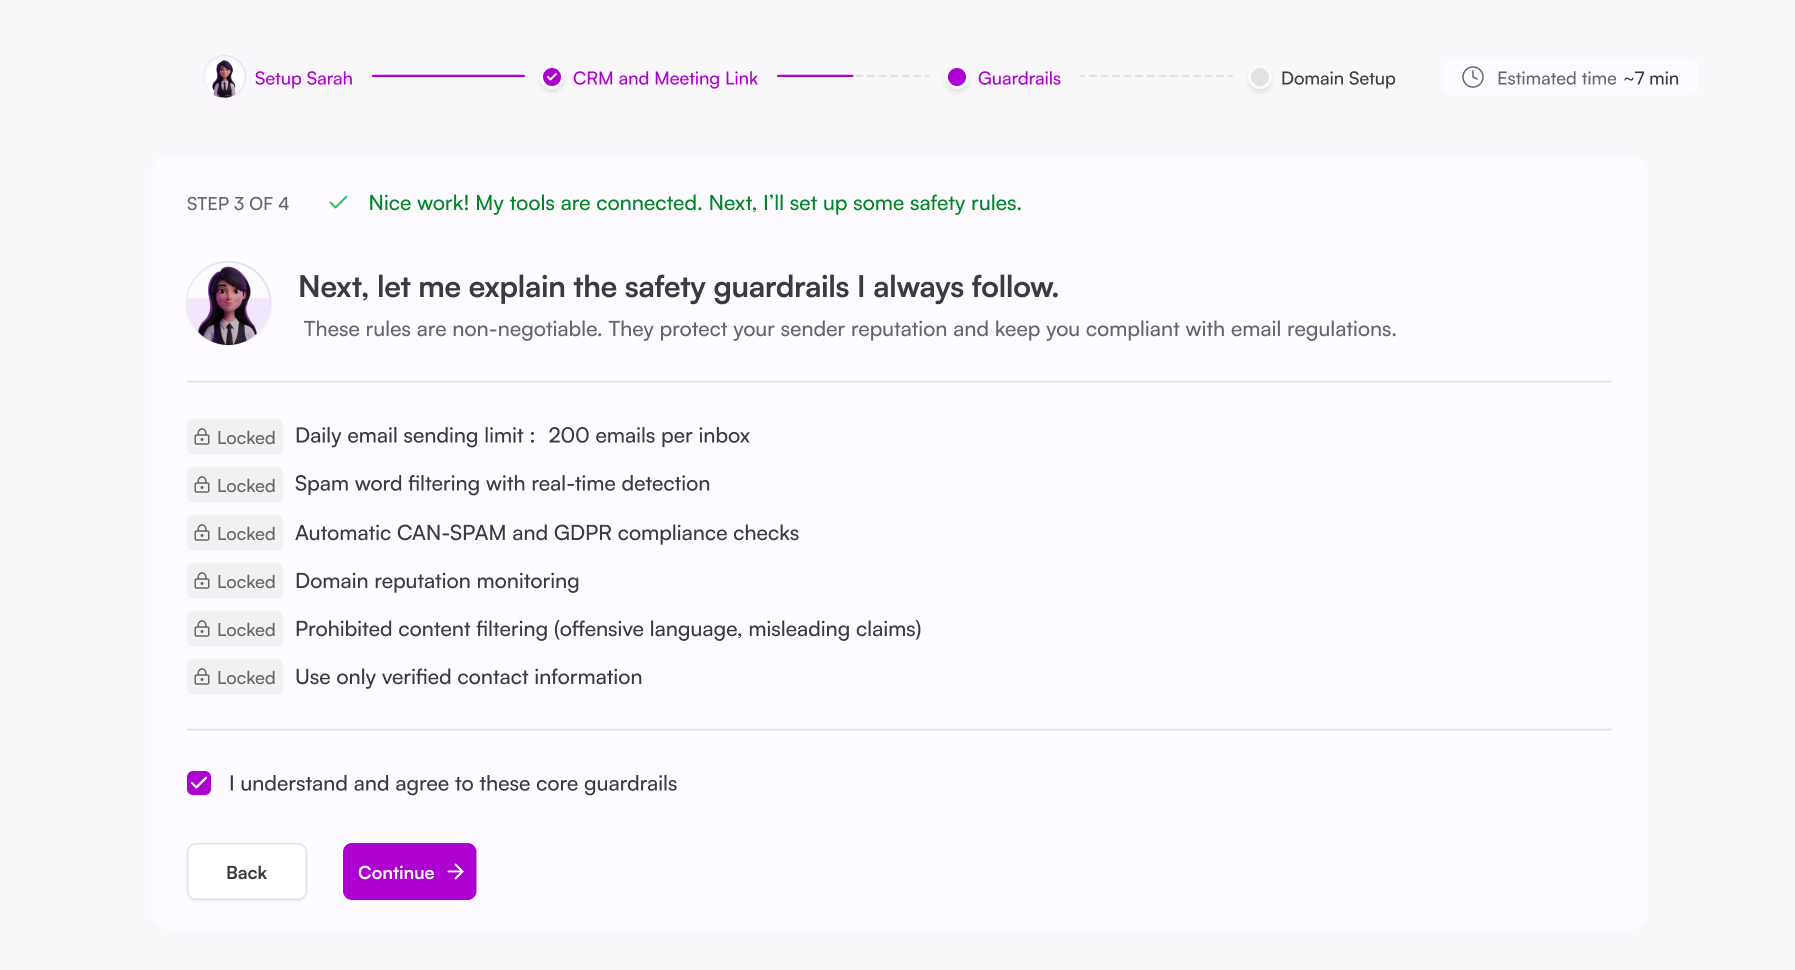 Setup Sarah
CRM and Meeting Link
Guardrails
Domain Setup
Estimated time ~7 min
STEP 3 OF 4
Nice work! My tools are connected. Next, I’ll set up some safety rules.
Next, let me explain the safety guardrails I always follow.
These rules are non-negotiable. They protect your sender reputation and keep you compliant with email regulations.
Locked Daily email sending limit : 200 emails per inbox
Locked Spam word filtering with real-time detection
Locked Automatic CAN-SPAM and GDPR compliance checks
Locked Domain reputation monitoring
Locked Prohibited content filtering (offensive language, misleading claims)
Locked Use only verified contact information
I understand and agree to these core guardrails
Back
Continue